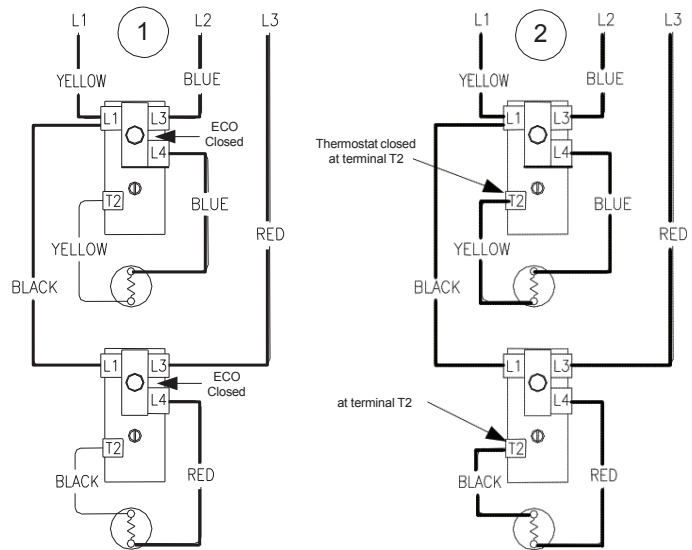 L1
1
L2
L3
YELLOW
BLUE
L1
L3
ECO
Closed
L4
T2
BLUE
YELLOW
RED
BLACK
L1
L3
ECO
Closed
L4
T2
BLACK
RED
L1
2
L2
L3
YELLOW
BLUE
L1
L3
Thermostat closed
at terminal T2
L4
T2
BLUE
YELLOW
RED
BLACK
L1
L3
L4
at terminal T2
T2
BLACK
RED